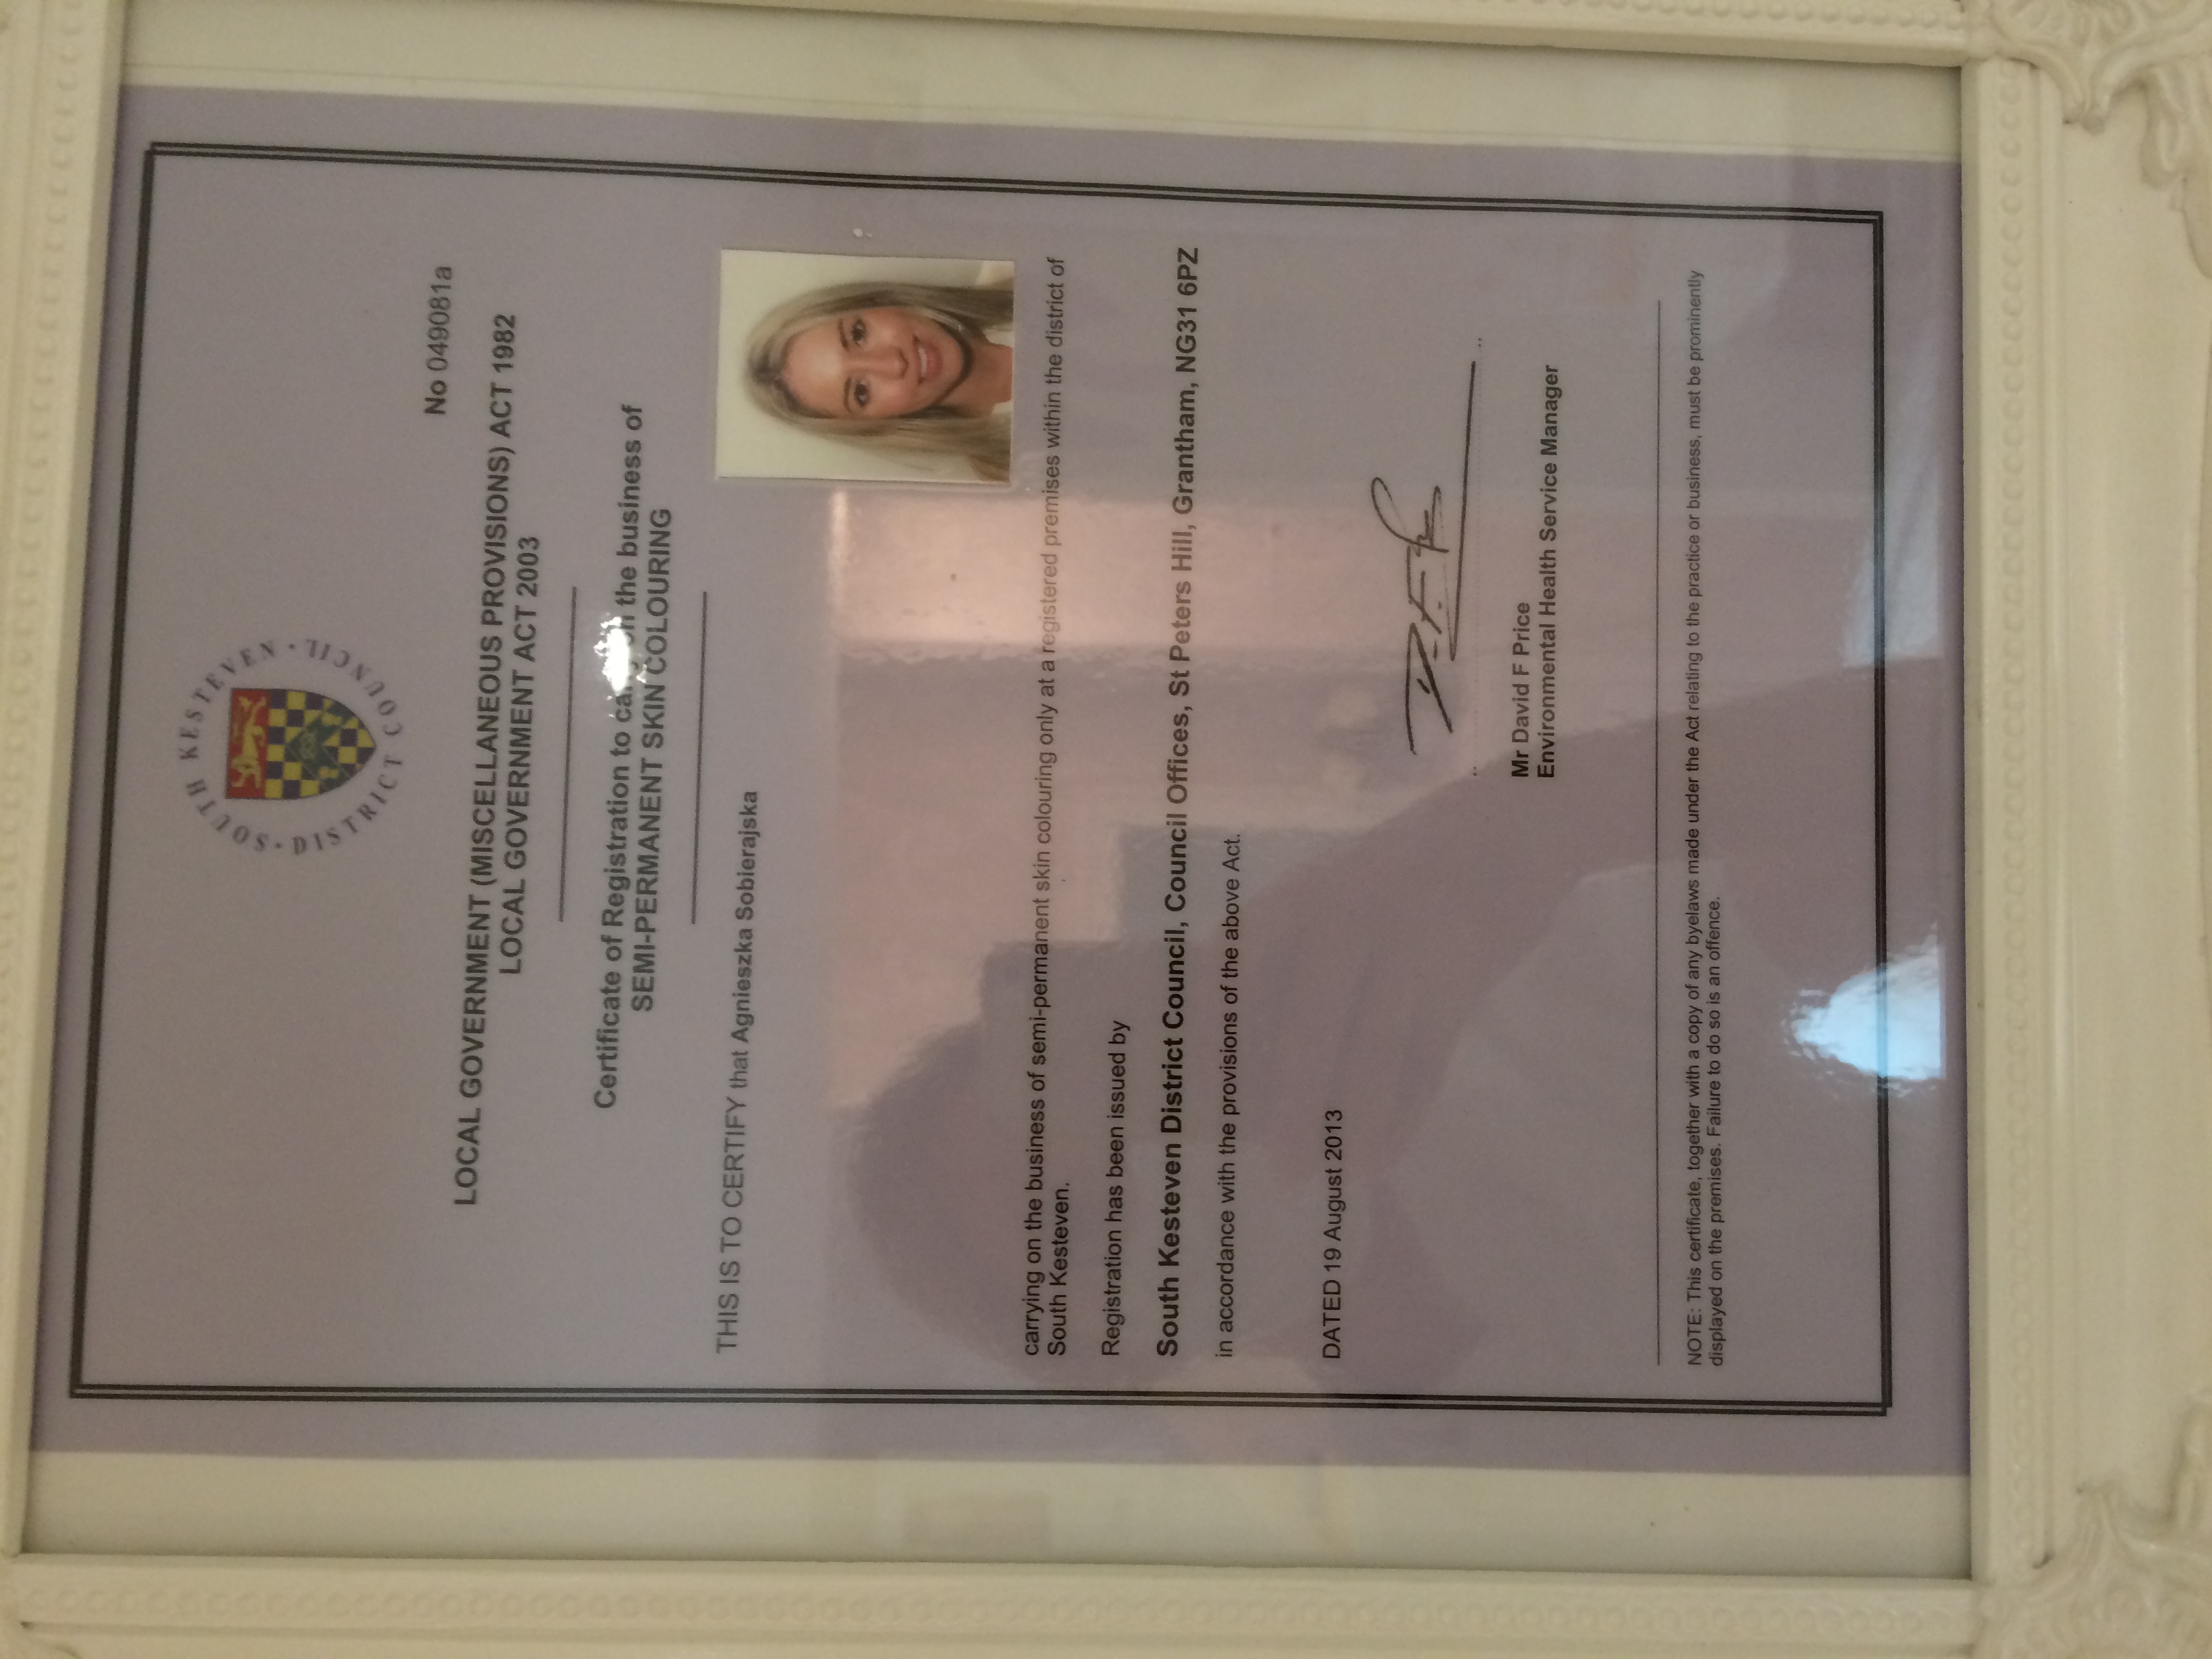 · SOUTH KESTEVEN · DISTRICT COUNCIL
No 049081a
LOCAL GOVERNMENT (MISCELLANEOUS PROVISIONS) ACT 1982
LOCAL GOVERNMENT ACT 2003
Certificate of Registration to carry on the business of
SEMI-PERMANENT SKIN COLOURING
THIS IS TO CERTIFY that Agnieszka Sobierajska
carrying on the business of semi-permanent skin colouring only at a registered premises within the district of
South Kesteven.
Registration has been issued by
South Kesteven District Council, Council Offices, St Peters Hill, Grantham, NG31 6PZ
in accordance with the provisions of the above Act.
DATED 19 August 2013
Mr David F Price
Environmental Health Service Manager
NOTE: This certificate, together with a copy of any byelaws made under the Act relating to the practice or business, must be prominently
displayed on the premises. Failure to do so is an offence.